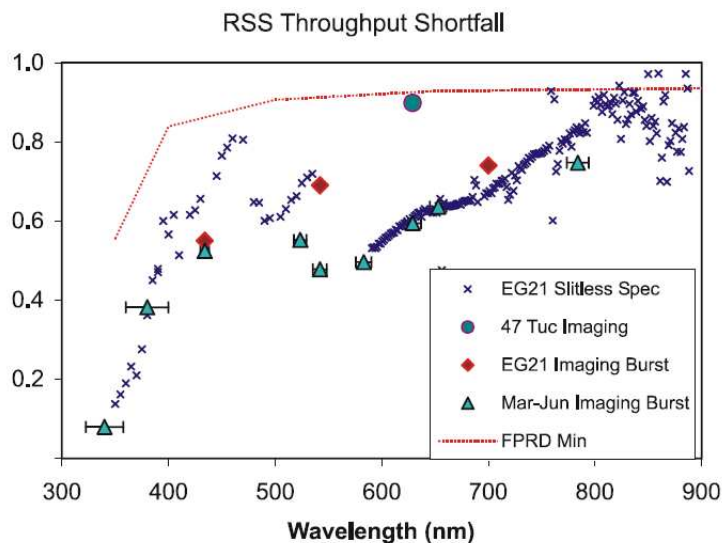 RSS Throughput Shortfall
1.0
0.8
0.6
0.4
0.2
EG21 Slitless Spec
47 Tuc Imaging
EG21 Imaging Burst
Mar-Jun Imaging Burst
FPRD Min
300 400 500 600 700 800 900
Wavelength (nm)